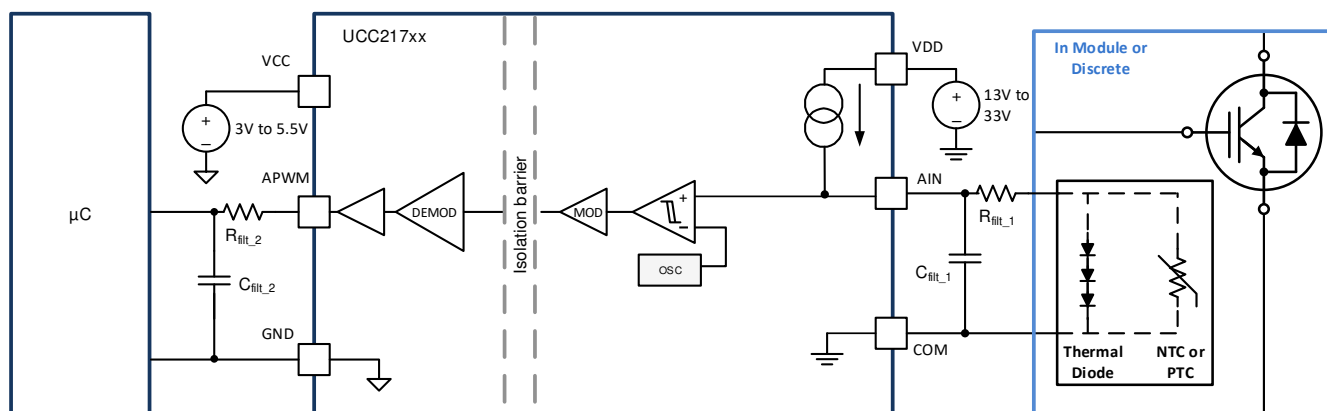 UCC217xx
In Module or
Discrete
VCC
VDD
+
−
3V to 5.5V
+
−
13V to
33V
APWM
AIN
µC
DEMOD
Isolation barrier
MOD
+
−
OSC
Rfilt_2
Rfilt_1
Cfilt_2
Cfilt_1
GND
COM
Thermal
Diode
NTC or
PTC